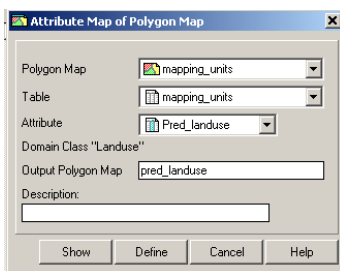 Attribute Map of Polygon Map
Polygon Map mapping_units
Table mapping_units
Attribute Pred_landuse
Domain Class "Landuse"
Output Polygon Map pred_landuse
Description:
Show Define Cancel Help